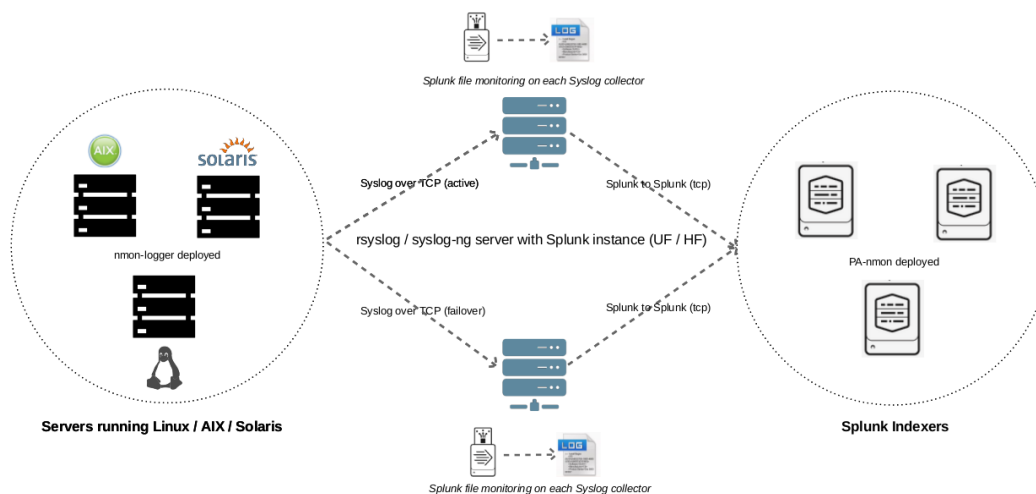 LOG
Splunk file monitoring on each Syslog collector
AIX
SOLARIS
Syslog over TCP (active)
Splunk to Splunk (tcp)
nmon-logger deployed
rsyslog / syslog-ng server with Splunk instance (UF / HF)
PA-nmon deployed
Syslog over TCP (failover)
Splunk to Splunk (tcp)
Servers running Linux / AIX / Solaris
Splunk Indexers
LOG
Splunk file monitoring on each Syslog collector